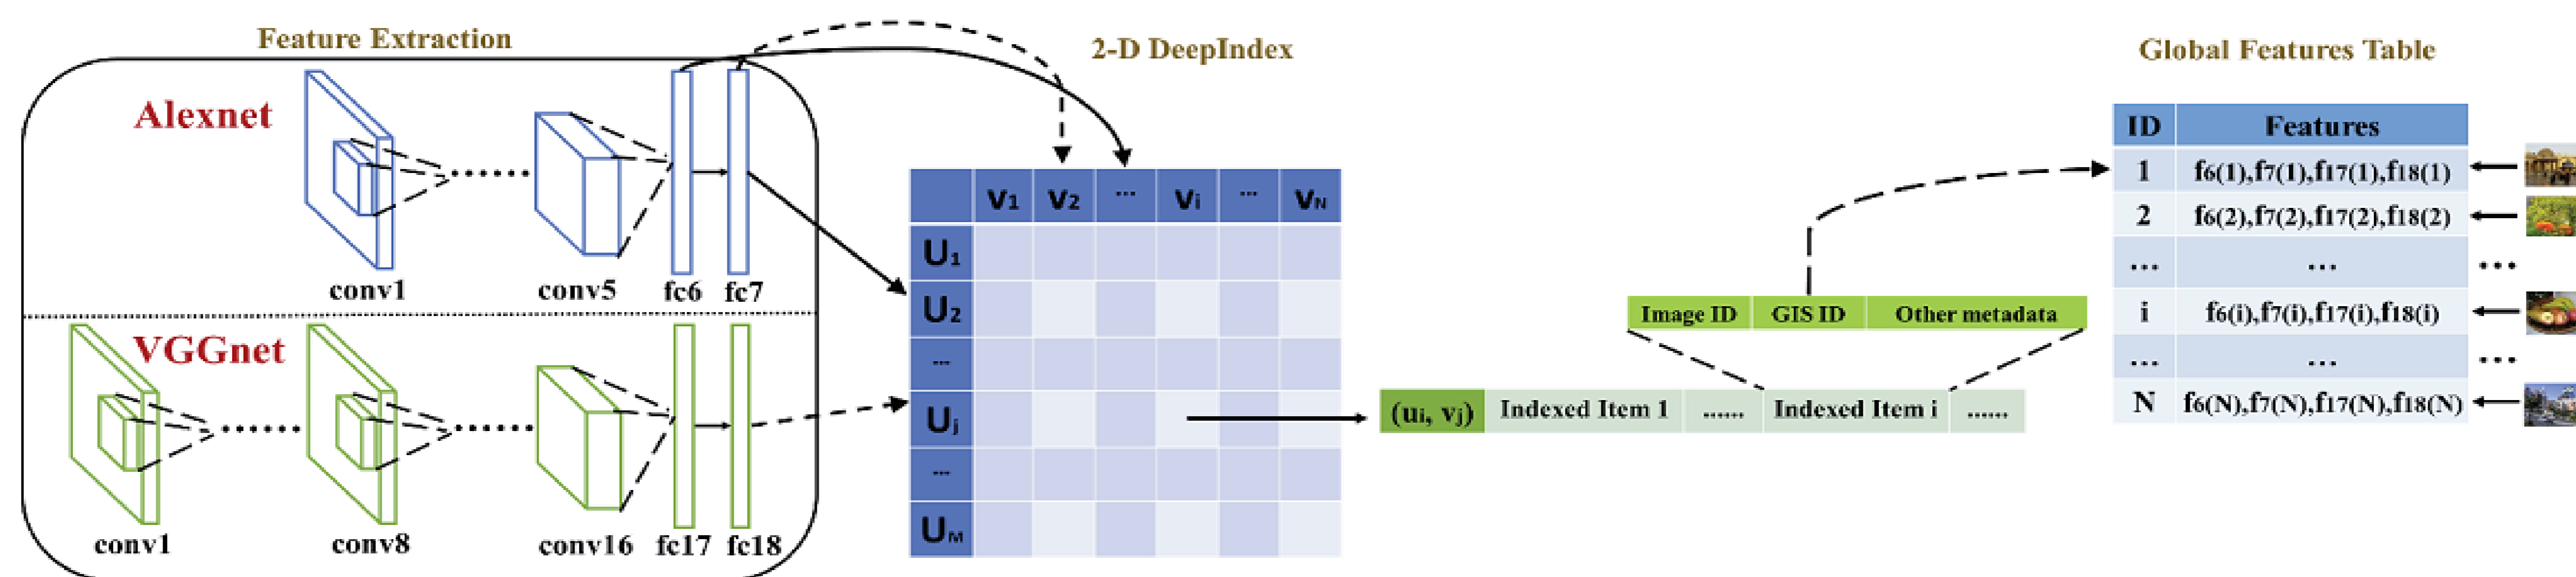 Feature Extraction
Alexnet
conv1
conv5
fc6
fc7
VGGnet
conv1
conv8
conv16
fc17
fc18
2-D DeepIndex
v1 v2 ... vi ... vN
U1
U2
...
Uj
...
UM
(ui, vj) Indexed Item 1 ...... Indexed Item i ......
Image ID GIS ID Other metadata
Global Features Table
ID Features
1 f6(1),f7(1),f17(1),f18(1)
2 f6(2),f7(2),f17(2),f18(2)
... ... ...
i f6(i),f7(i),f17(i),f18(i)
... ... ...
N f6(N),f7(N),f17(N),f18(N)